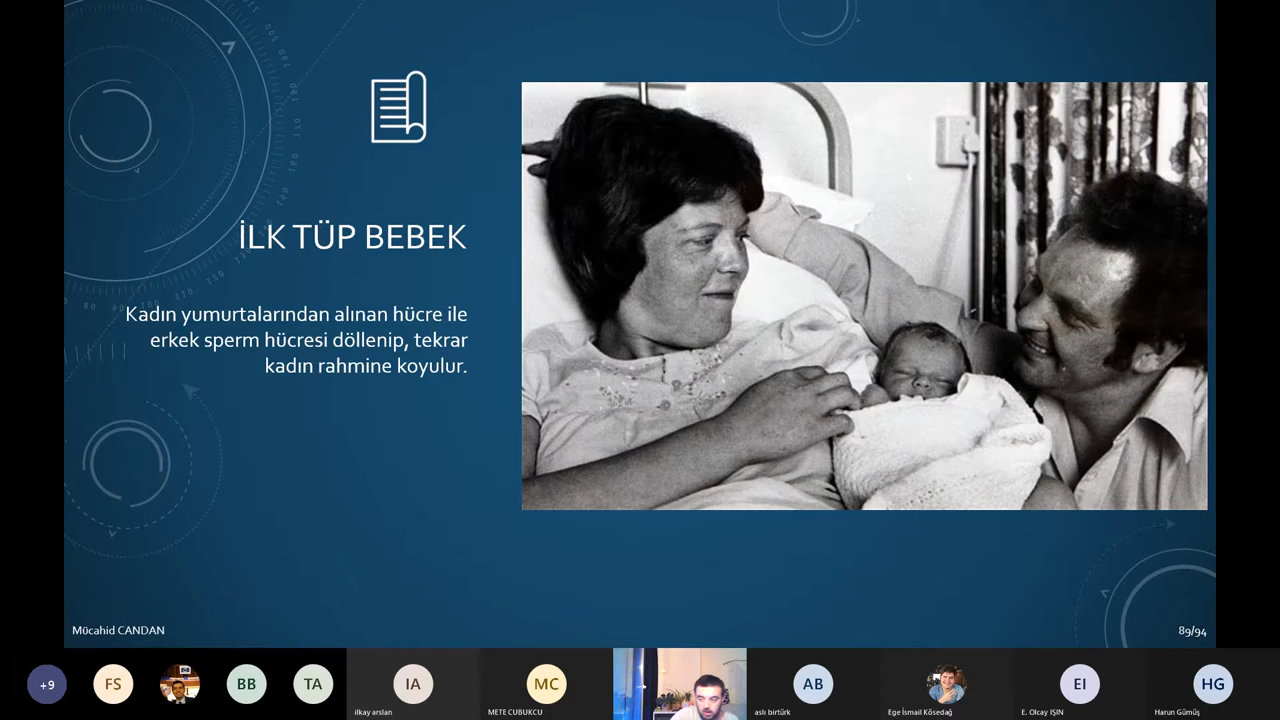 İLK TÜP BEBEK
Kadın yumurtalarından alınan hücre ile
erkek sperm hücresi döllenip, tekrar
kadın rahmine koyulur.
Mücahid CANDAN
89/94
+9
FS
BB
TA
IA
MC
AB
EI
HG
ilkay arslan
METE CUBUKCU
aslı birtürk
Ege İsmail Kösedağ
E. Olcay IŞIN
Harun Gümüş